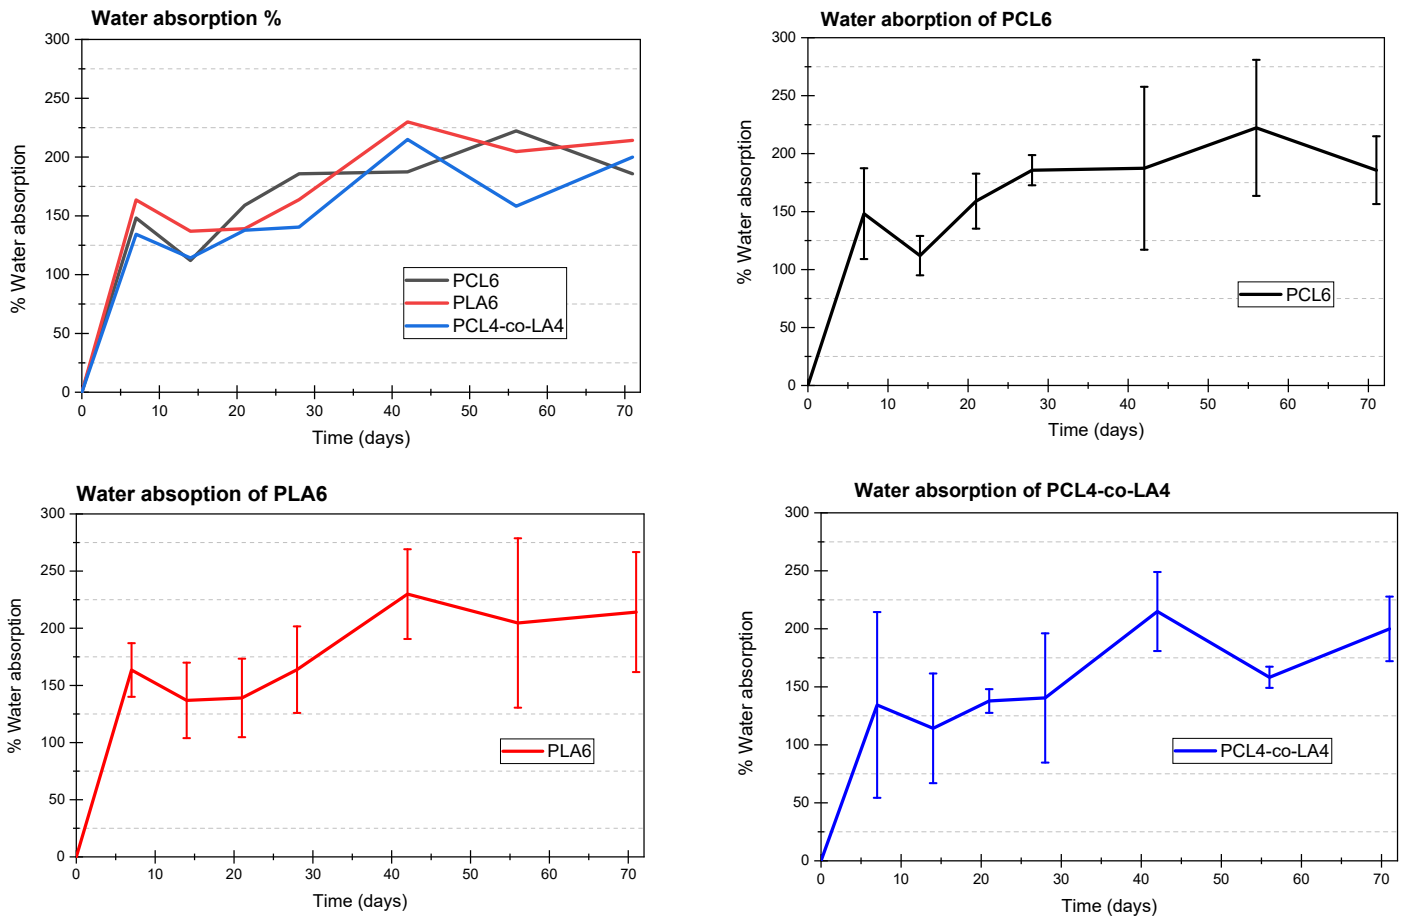 Water absorption %
% Water absorption
300
250
200
150
100
50
0
0 10 20 30 40 50 60 70
Time (days)
PCL6
PLA6
PCL4-co-LA4
Water aborption of PCL6
% Water absorption
300
250
200
150
100
50
0
0 10 20 30 40 50 60 70
Time (days)
PCL6
Water absoption of PLA6
% Water absorption
300
250
200
150
100
50
0
0 10 20 30 40 50 60 70
Time (days)
PLA6
Water absorption of PCL4-co-LA4
% Water absorption
300
250
200
150
100
50
0
0 10 20 30 40 50 60 70
Time (days)
PCL4-co-LA4